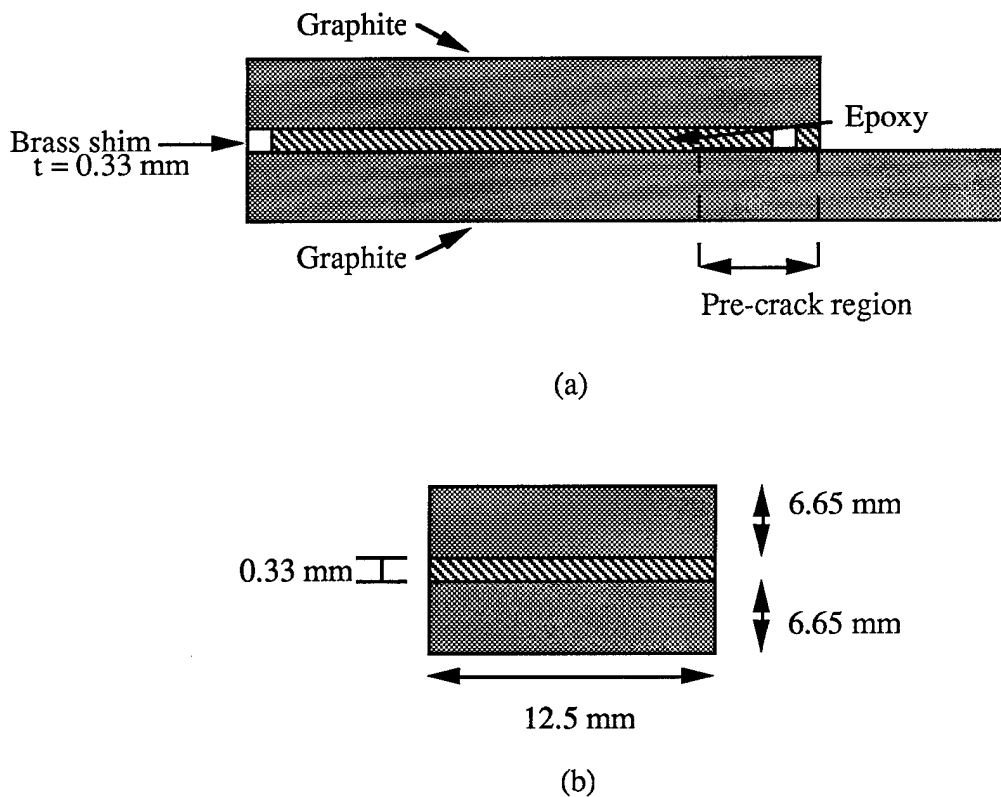 Graphite
Epoxy
Brass shim
t = 0.33 mm
Graphite
Pre-crack region
(a)
6.65 mm
0.33 mm
6.65 mm
12.5 mm
(b)